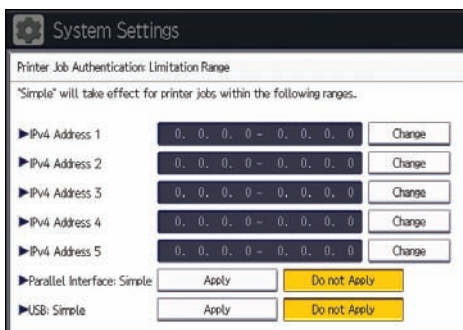 System Settings
Printer Job Authentication: Limitation Range
"Simple" will take effect for printer jobs within the following ranges.
►IPv4 Address 1 0. 0. 0. 0 - 0. 0. 0. 0 Change
►IPv4 Address 2 0. 0. 0. 0 - 0. 0. 0. 0 Change
►IPv4 Address 3 0. 0. 0. 0 - 0. 0. 0. 0 Change
►IPv4 Address 4 0. 0. 0. 0 - 0. 0. 0. 0 Change
►IPv4 Address 5 0. 0. 0. 0 - 0. 0. 0. 0 Change
►Parallel Interface: Simple Apply Do not Apply
►USB: Simple Apply Do not Apply